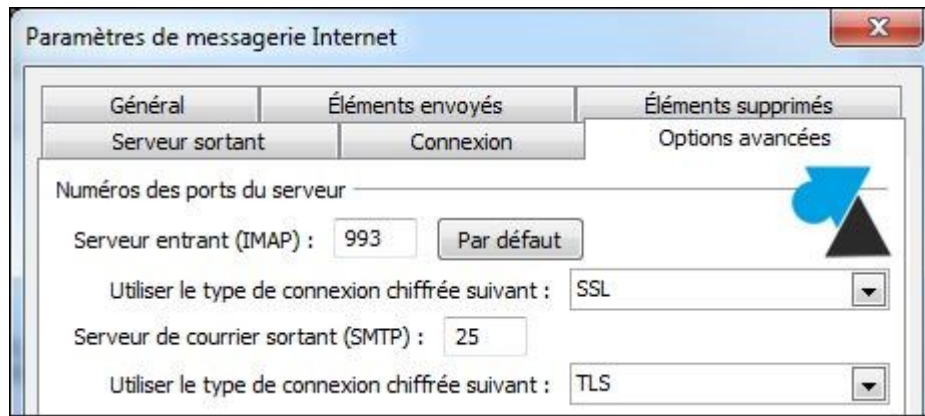 Paramètres de messagerie Internet
Général Éléments envoyés Éléments supprimés
Serveur sortant Connexion Options avancées
Numéros des ports du serveur
Serveur entrant (IMAP) : 993 Par défaut
Utiliser le type de connexion chiffrée suivant : SSL
Serveur de courrier sortant (SMTP) : 25
Utiliser le type de connexion chiffrée suivant : TLS